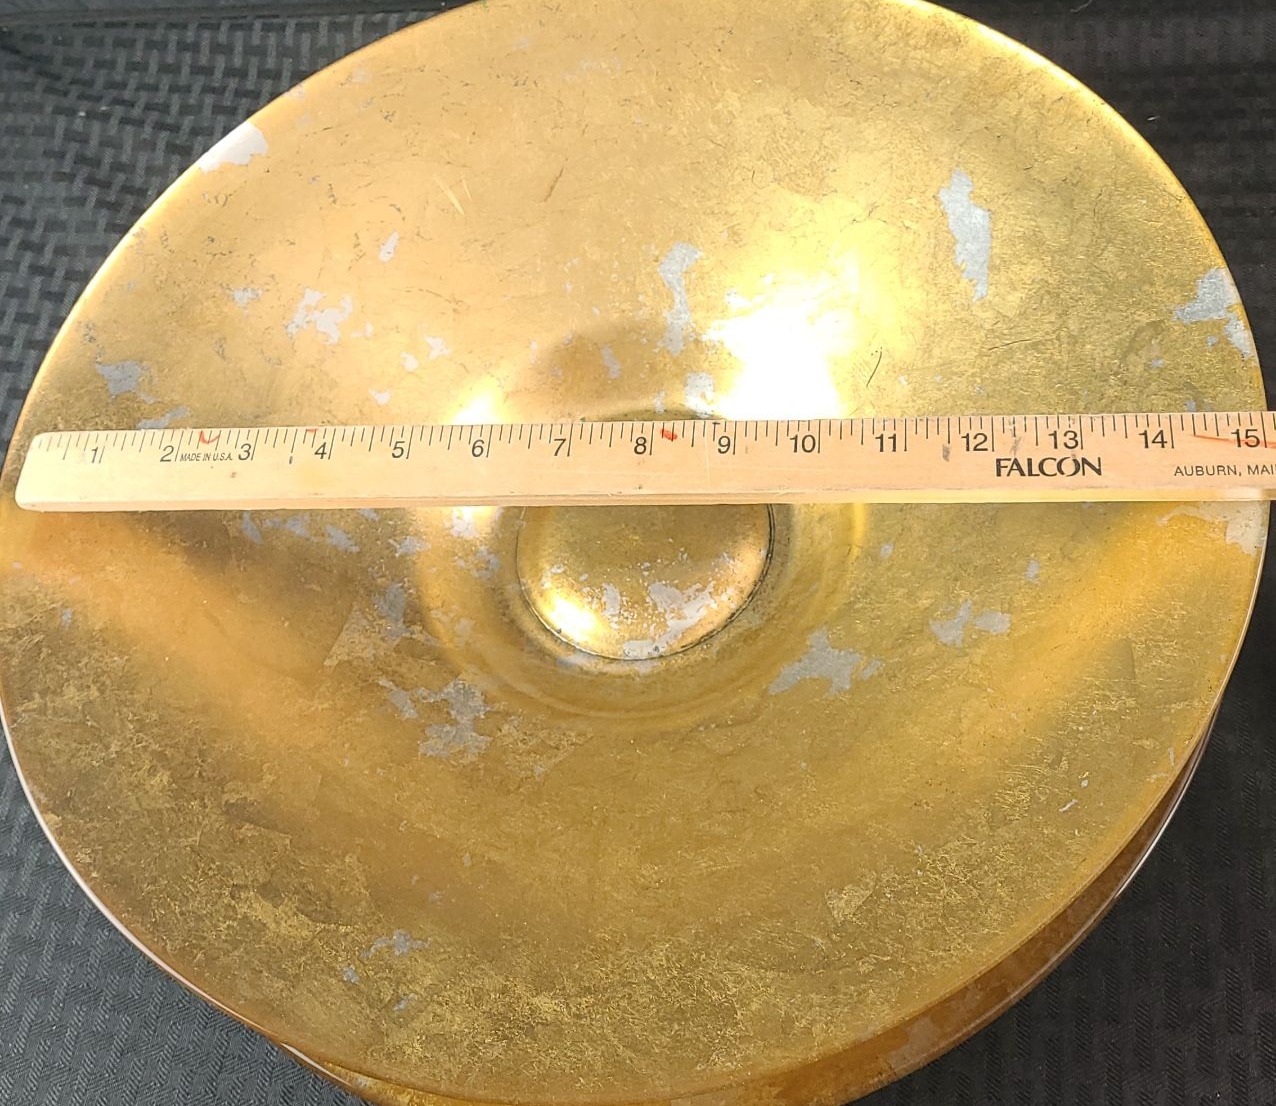 1 2 MADE IN U.S.A. 3 4 5 6 7 8 9 10 11 12 13 14 15
FALCON
AUBURN, MAI